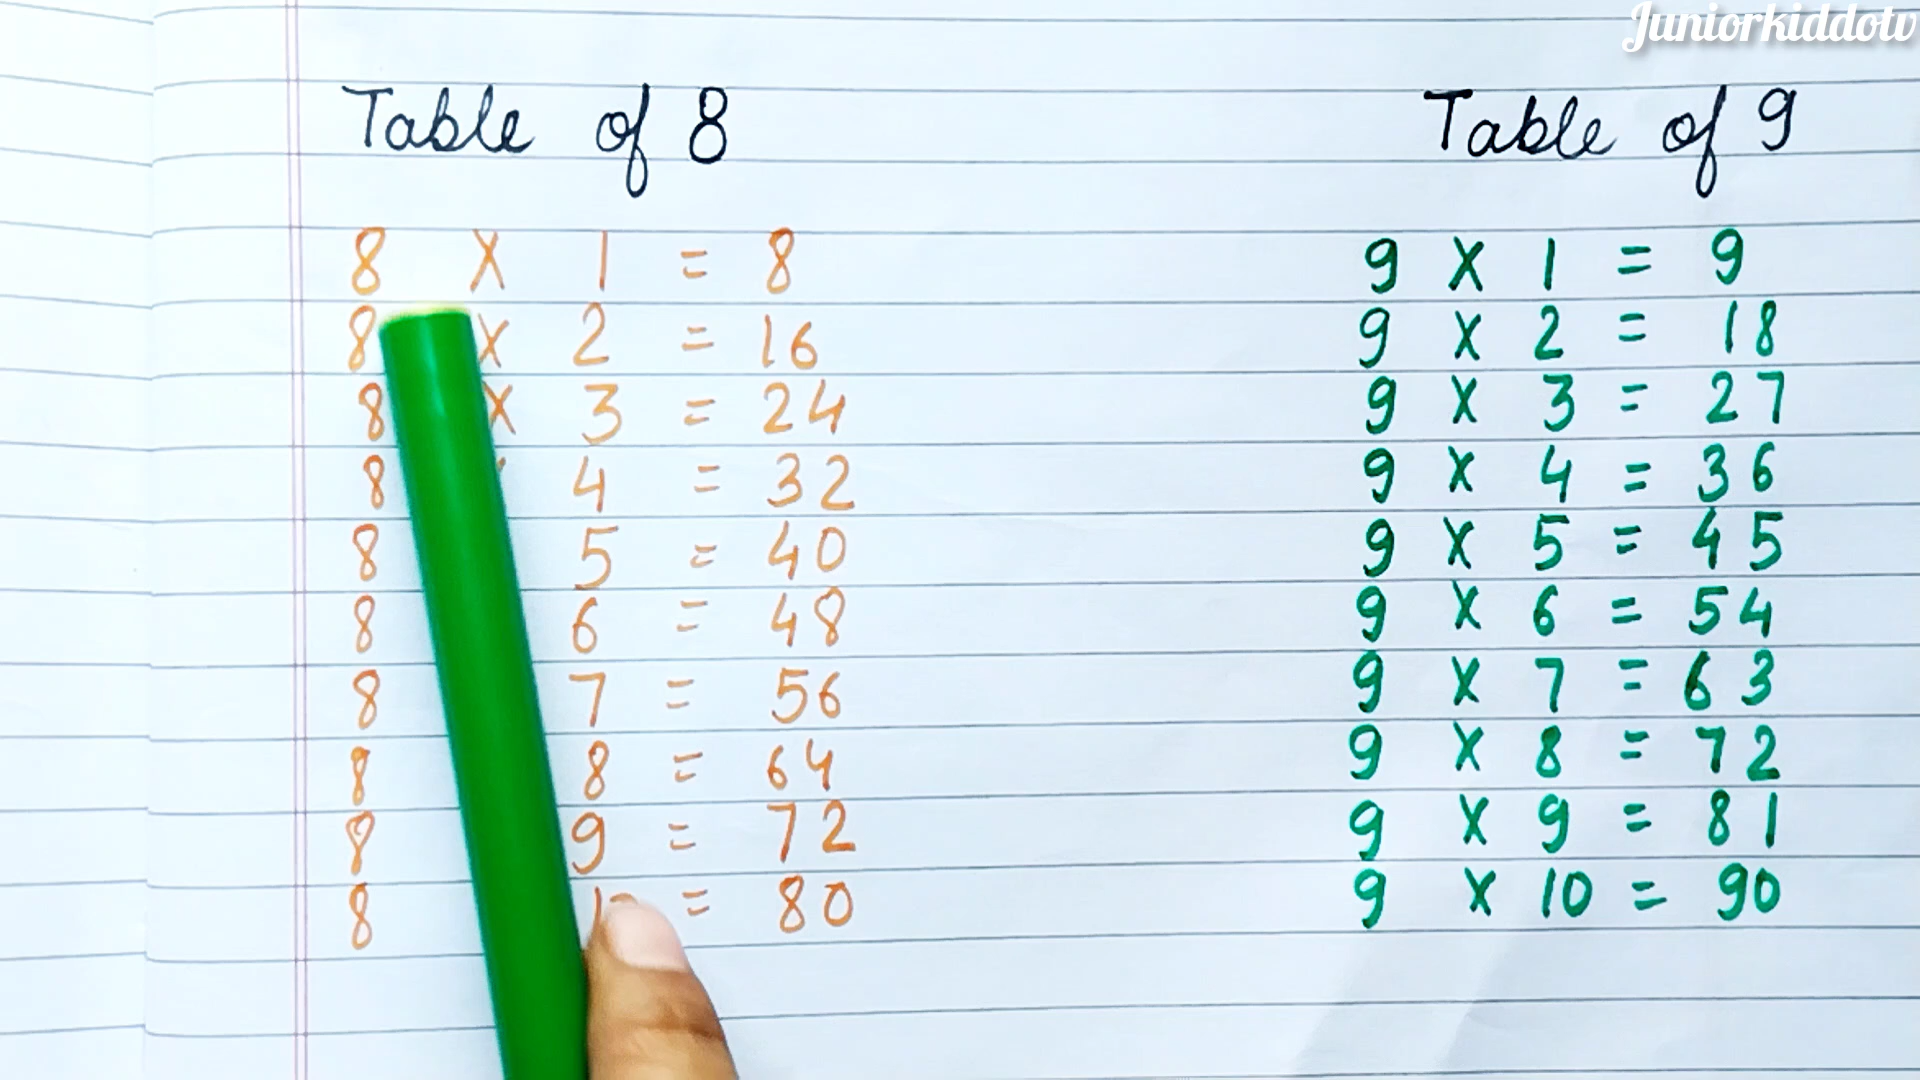 Juniorkiddotv
Table of 8
8 X 1 = 8
8 X 2 = 16
8 X 3 = 24
8 4 = 32
8 5 = 40
8 6 = 48
8 7 = 56
8 8 = 64
8 9 = 72
8 = 80
Table of 9
9 X 1 = 9
9 X 2 = 18
9 X 3 = 27
9 X 4 = 36
9 X 5 = 45
9 X 6 = 54
9 X 7 = 63
9 X 8 = 72
9 X 9 = 81
9 X 10 = 90